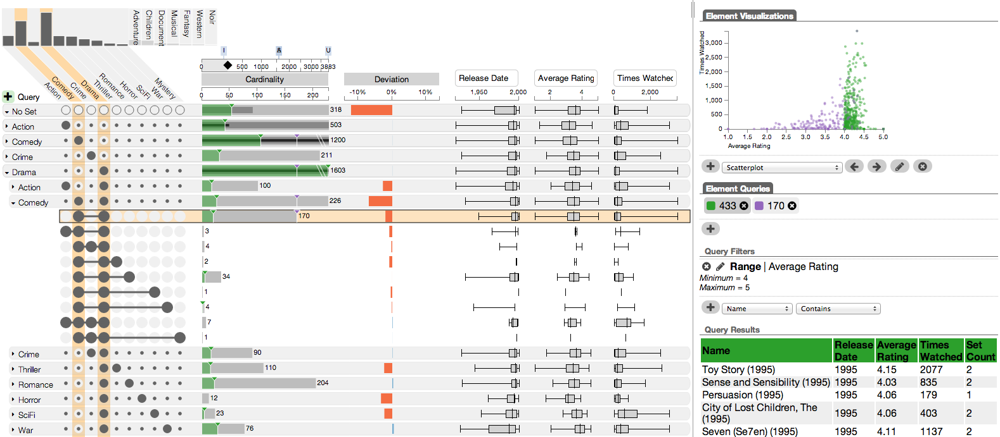 Adventure
Children
Document
Musical
Fantasy
Western
Noir
Action
Comedy
Crime
Drama
Thriller
Romance
Horror
SciFi
War
Mystery
I
U
0 500 1000 2000 3000 3883
Cardinality
Deviation
Release Date
Average Rating
Times Watched
0 50 100 150 200
-10% 0% 10%
1,950 2,000
2 4
0 2,000
Query
No Set 318
Action 503
Comedy 1200
Crime 211
Drama 1603
Action 100
Comedy 226
170
3
4
2
34
1
4
7
1
Crime 90
Thriller 110
Romance 204
Horror 12
SciFi 23
War 76
Element Visualizations
Times Watched
3,000
2,500
2,000
1,500
1,000
500
0
1.0 1.5 2.0 2.5 3.0 3.5 4.0 4.5 5.0
Average Rating
Scatterplot
Element Queries
433 170
Query Filters
Range | Average Rating
Minimum = 4
Maximum = 5
Name Contains
Query Results
Name Release Date Average Rating Times Watched Set Count
Toy Story (1995) 1995 4.15 2077 2
Sense and Sensibility (1995) 1995 4.03 835 2
Persuasion (1995) 1995 4.06 179 1
City of Lost Children, The (1995) 1995 4.06 403 2
Seven (Se7en) (1995) 1995 4.11 1137 2